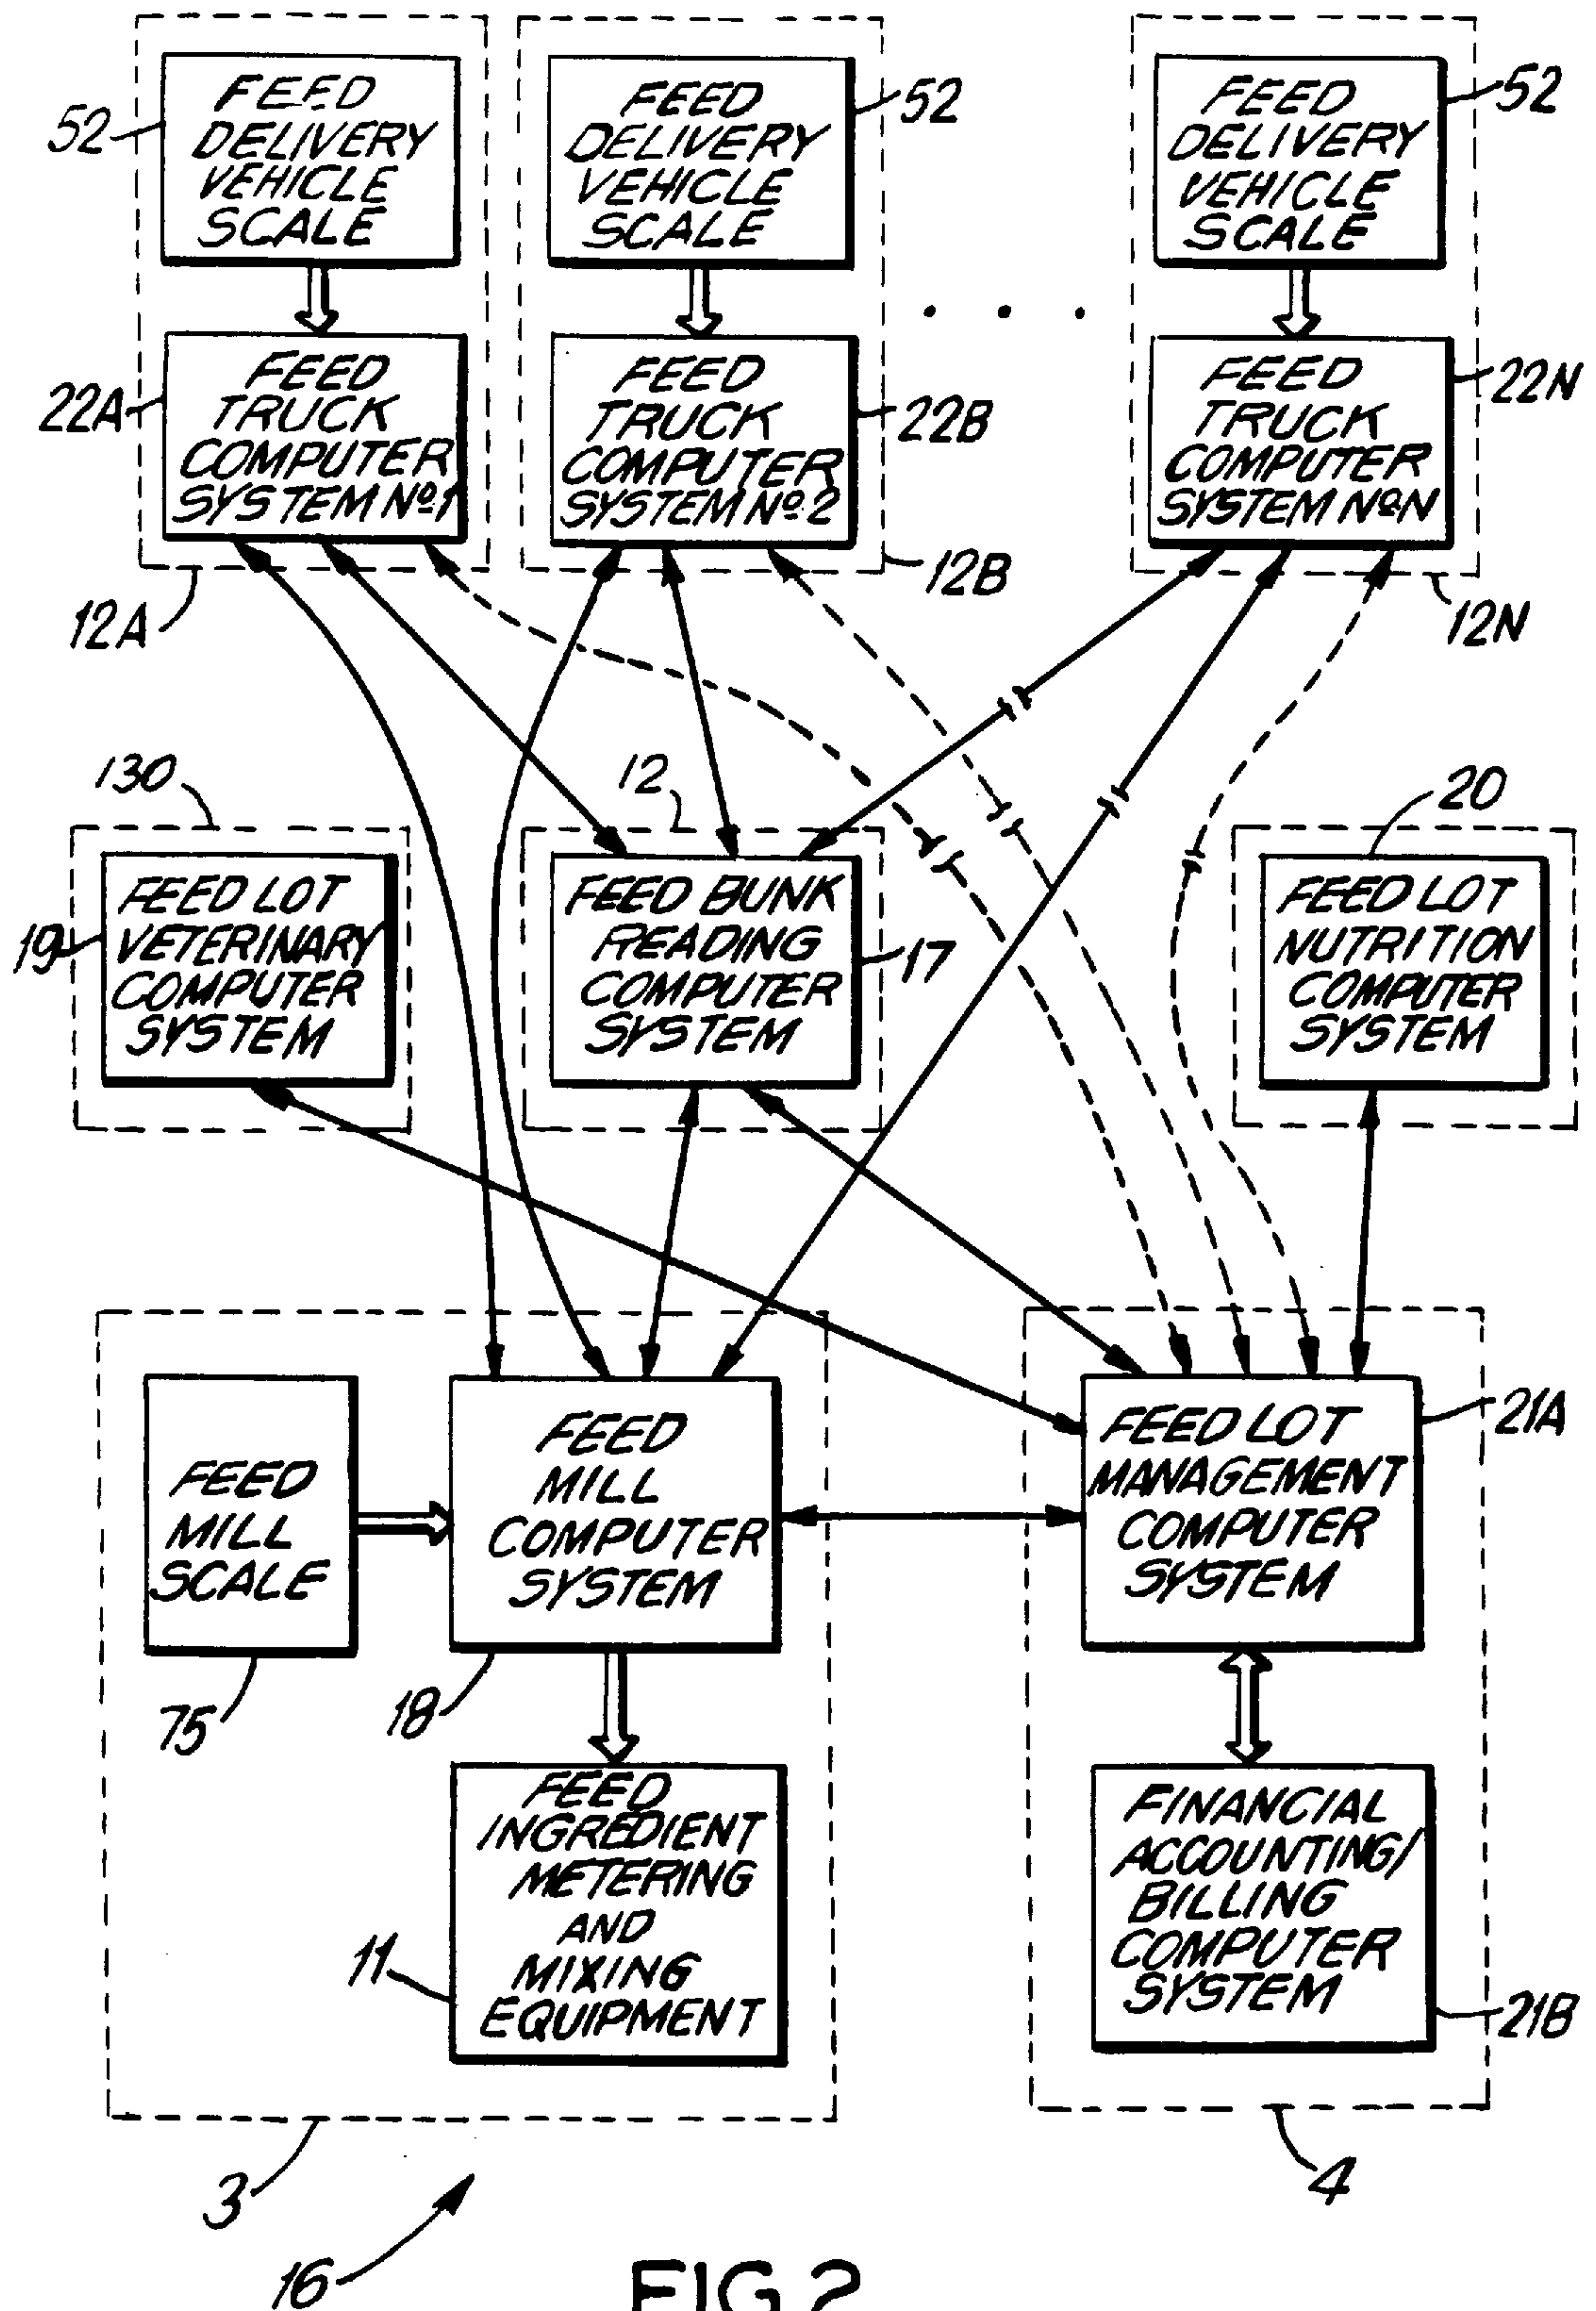 FEED
DELIVERY
VEHICLE
SCALE
52
FEED
DELIVERY
VEHICLE
SCALE
52
FEED
DELIVERY
VEHICLE
SCALE
52
. . .
FEED
TRUCK
COMPUTER
SYSTEM Nº1
22A
FEED
TRUCK
COMPUTER
SYSTEM Nº2
22B
FEED
TRUCK
COMPUTER
SYSTEM NºN
22N
12A
12B
12N
130
12
20
19
FEED LOT
VETERINARY
COMPUTER
SYSTEM
FEED BUNK
READING
COMPUTER
SYSTEM
17
FEED LOT
NUTRITION
COMPUTER
SYSTEM
FEED
MILL
SCALE
75
FEED
MILL
COMPUTER
SYSTEM
18
FEED LOT
MANAGEMENT
COMPUTER
SYSTEM
21A
FEED
INGREDIENT
METERING
AND
MIXING
EQUIPMENT
11
FINANCIAL
ACCOUNTING/
BILLING
COMPUTER
SYSTEM
21B
3
4
16
FIG. 2